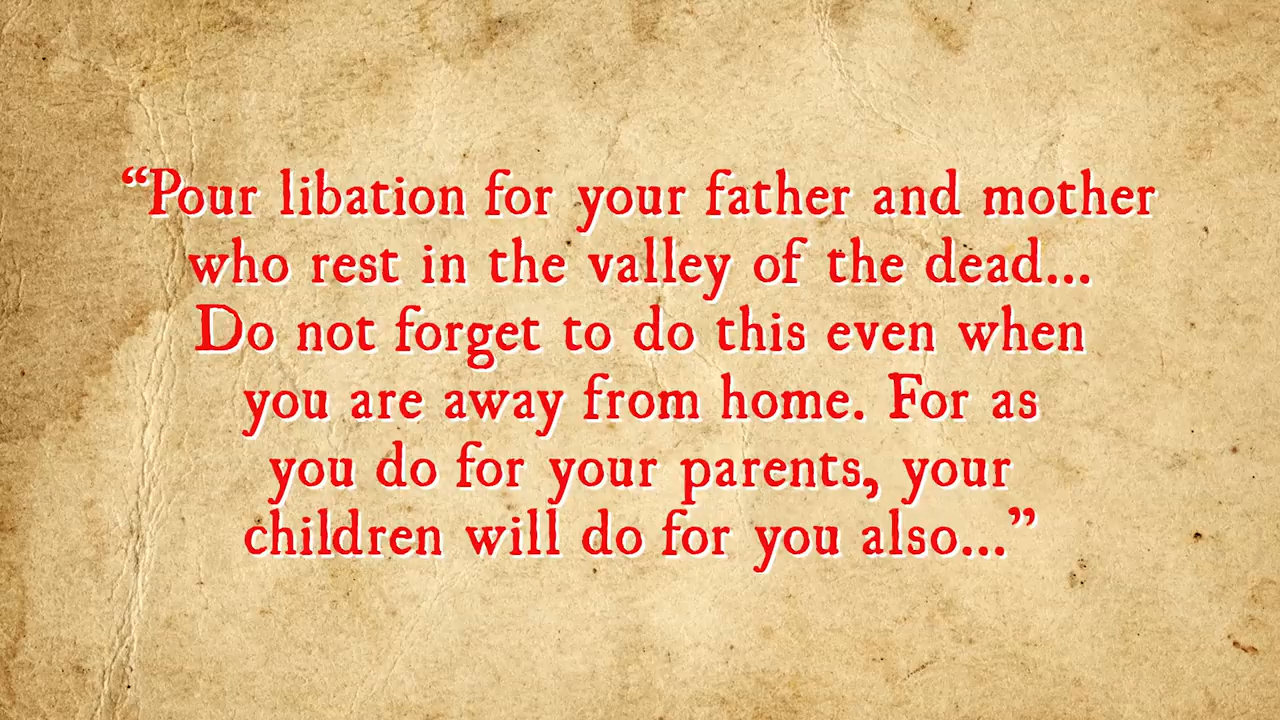 “Pour libation for your father and mother
who rest in the valley of the dead...
Do not forget to do this even when
you are away from home. For as
you do for your parents, your
children will do for you also...”